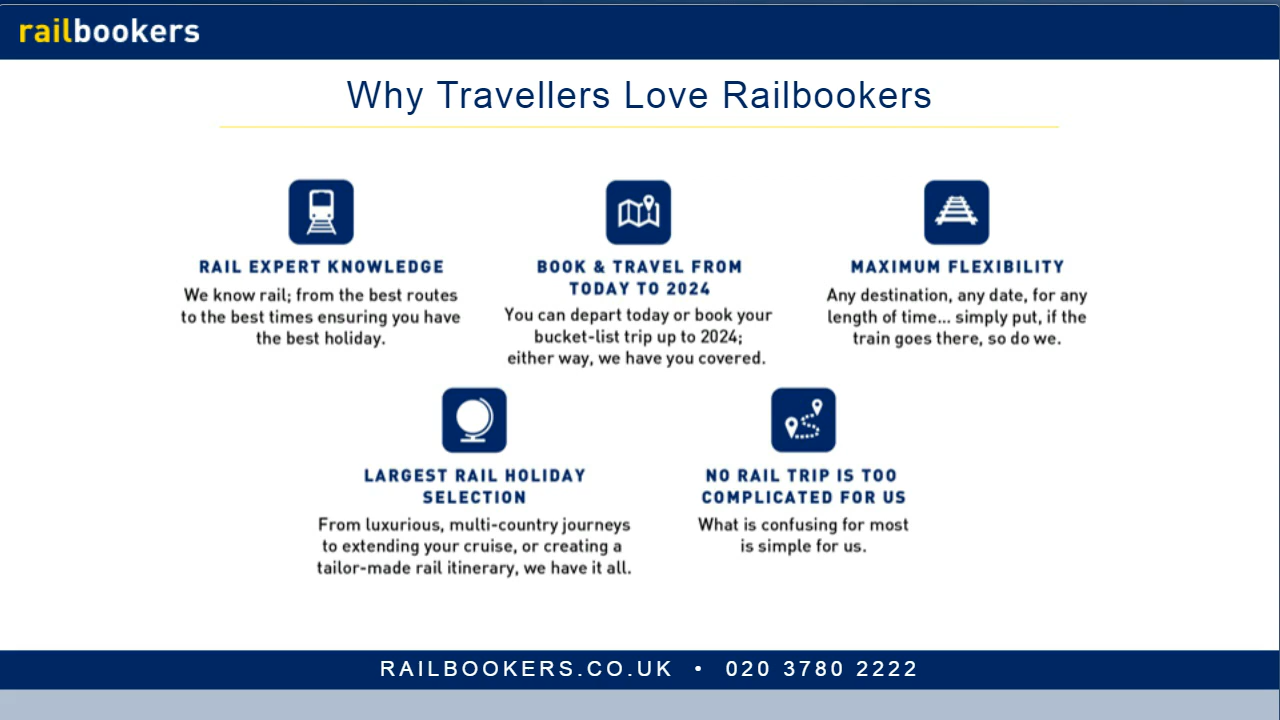 railbookers
Why Travellers Love Railbookers
RAIL EXPERT KNOWLEDGE
We know rail; from the best routes
to the best times ensuring you have
the best holiday.
BOOK & TRAVEL FROM
TODAY TO 2024
You can depart today or book your
bucket-list trip up to 2024;
either way, we have you covered.
MAXIMUM FLEXIBILITY
Any destination, any date, for any
length of time... simply put, if the
train goes there, so do we.
LARGEST RAIL HOLIDAY
SELECTION
From luxurious, multi-country journeys
to extending your cruise, or creating a
tailor-made rail itinerary, we have it all.
NO RAIL TRIP IS TOO
COMPLICATED FOR US
What is confusing for most
is simple for us.
RAILBOOKERS.CO.UK • 020 3780 2222